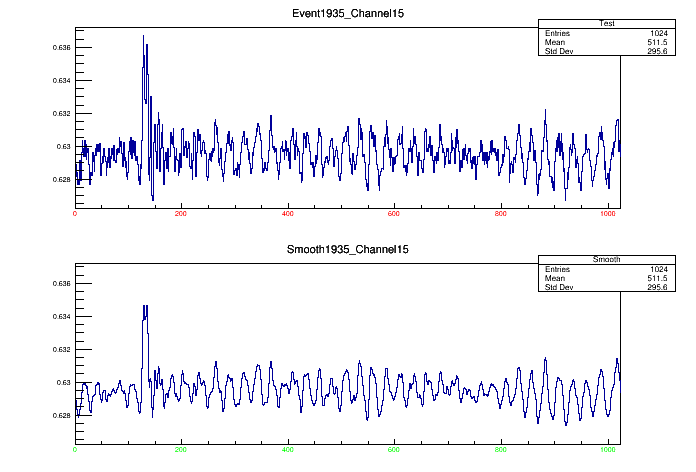 Event1935_Channel15
Test
Entries 1024
Mean 511.5
Std Dev 295.6
0.636
0.634
0.632
0.63
0.628
0 200 400 600 800 1000
Smooth1935_Channel15
Smooth
Entries 1024
Mean 511.5
Std Dev 295.6
0.636
0.634
0.632
0.63
0.628
0 200 400 600 800 1000